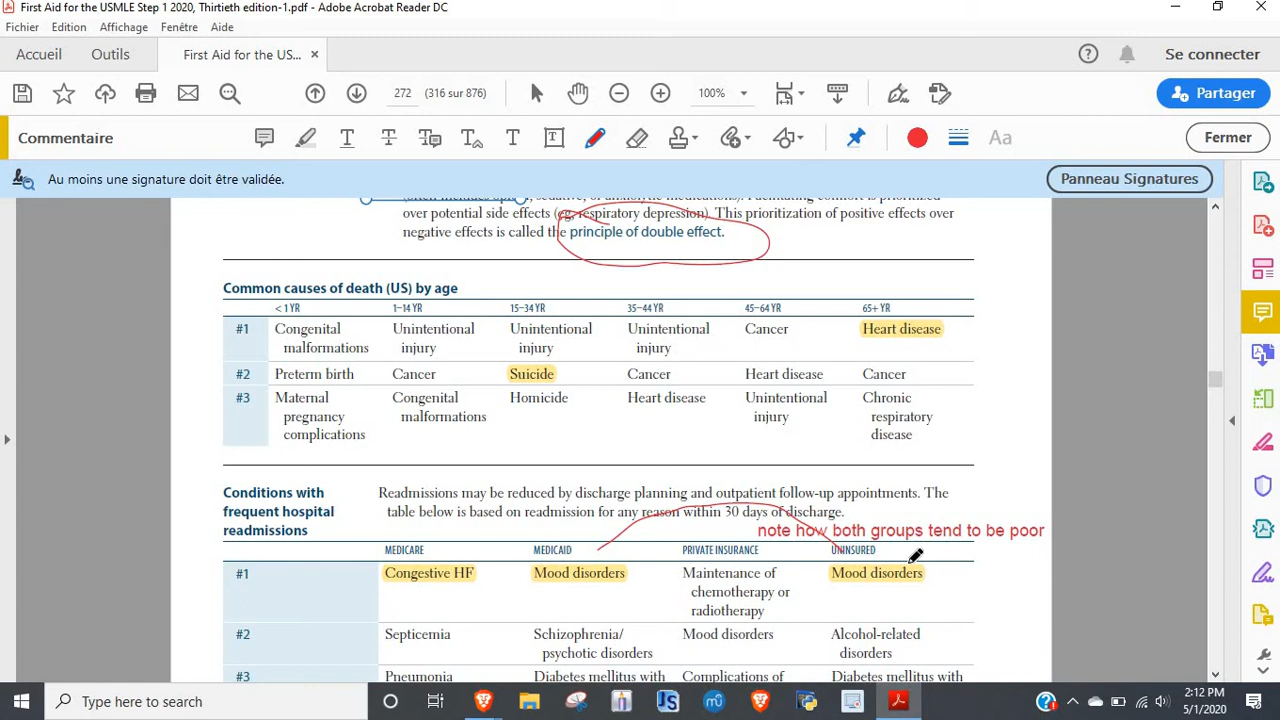 First Aid for the USMLE Step 1 2020, Thirtieth edition-1.pdf - Adobe Acrobat Reader DC
Fichier Edition Affichage Fenêtre Aide
Accueil Outils First Aid for the US... × Se connecter
272 (316 sur 876) 100% Partager
Commentaire Aa Fermer
Au moins une signature doit être validée. Panneau Signatures
over potential side effects (eg, respiratory depression). This prioritization of positive effects over
negative effects is called the principle of double effect.
Common causes of death (US) by age
< 1 YR 1–14 YR 15–34 YR 35–44 YR 45–64 YR 65+ YR
#1 Congenital Unintentional Unintentional Unintentional Cancer Heart disease
malformations injury injury injury
#2 Preterm birth Cancer Suicide Cancer Heart disease Cancer
#3 Maternal Congenital Homicide Heart disease Unintentional Chronic
pregnancy malformations injury respiratory
complications disease
Conditions with Readmissions may be reduced by discharge planning and outpatient follow-up appointments. The
frequent hospital table below is based on readmission for any reason within 30 days of discharge.
readmissions note how both groups tend to be poor
MEDICARE MEDICAID PRIVATE INSURANCE UNINSURED
#1 Congestive HF Mood disorders Maintenance of Mood disorders
chemotherapy or
radiotherapy
#2 Septicemia Schizophrenia/ Mood disorders Alcohol-related
psychotic disorders disorders
#3 Pneumonia Diabetes mellitus with Complications of Diabetes mellitus with
Type here to search 2:12 PM
5/1/2020